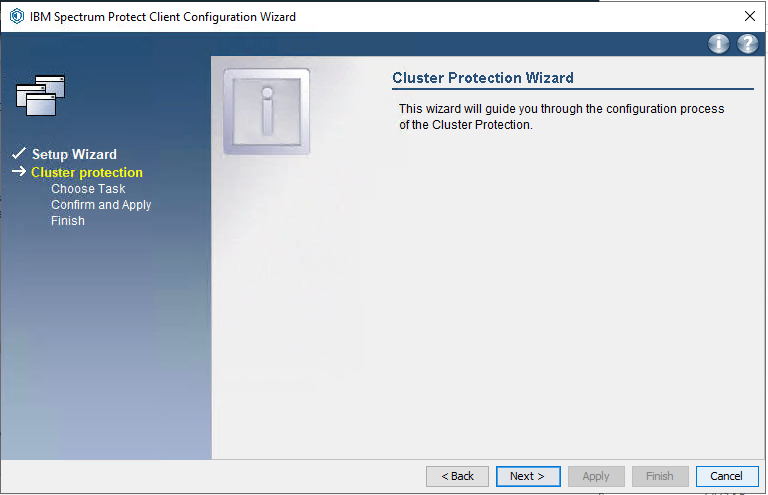 IBM Spectrum Protect Client Configuration Wizard
Setup Wizard
Cluster protection
Choose Task
Confirm and Apply
Finish
Cluster Protection Wizard
This wizard will guide you through the configuration process
of the Cluster Protection.
< Back
Next >
Apply
Finish
Cancel